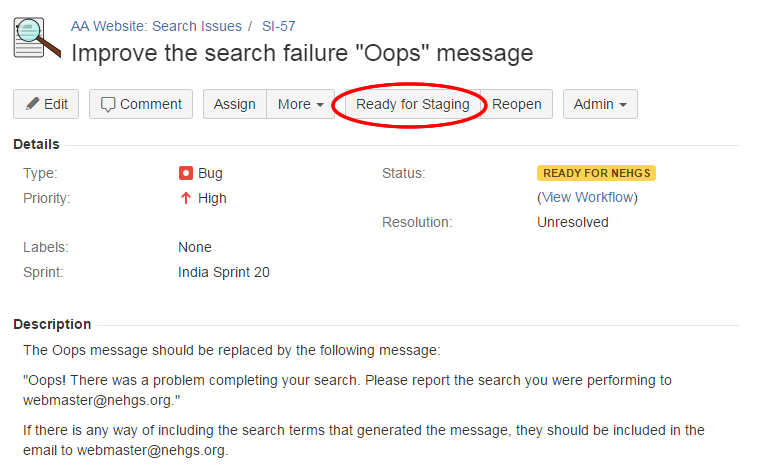 AA Website: Search Issues / SI-57
Improve the search failure "Oops" message
Edit Comment Assign More Ready for Staging Reopen Admin
Details
Type: Bug Status: READY FOR NEHGS
Priority: High (View Workflow)
Resolution: Unresolved
Labels: None
Sprint: India Sprint 20
Description
The Oops message should be replaced by the following message:
"Oops! There was a problem completing your search. Please report the search you were performing to
webmaster@nehgs.org."
If there is any way of including the search terms that generated the message, they should be included in the
email to webmaster@nehgs.org.